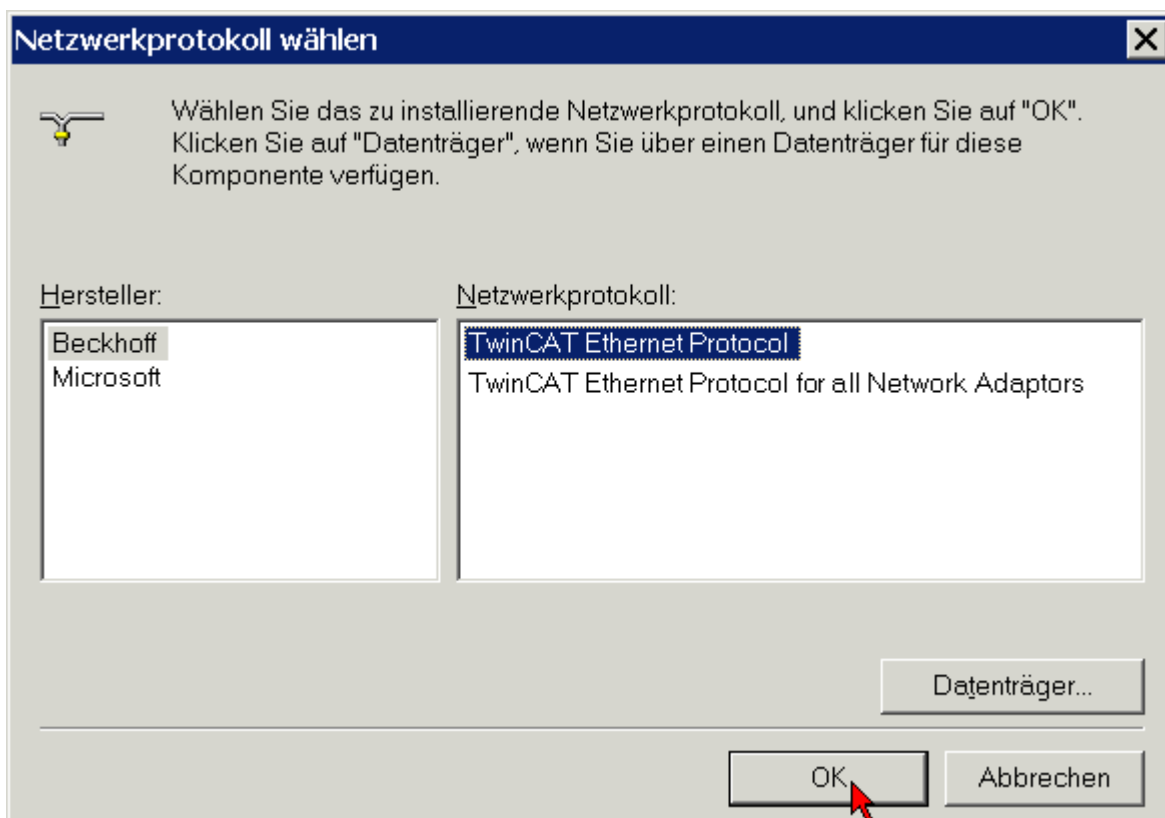 Netzwerkprotokoll wählen
Wählen Sie das zu installierende Netzwerkprotokoll, und klicken Sie auf "OK".
Klicken Sie auf "Datenträger", wenn Sie über einen Datenträger für diese
Komponente verfügen.
Hersteller:
Beckhoff
Microsoft
Netzwerkprotokoll:
TwinCAT Ethernet Protocol
TwinCAT Ethernet Protocol for all Network Adaptors
Datenträger...
OK
Abbrechen